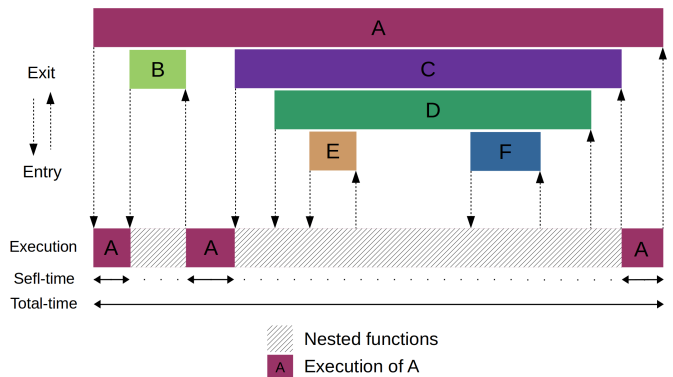 A
B
C
Exit
D
E
F
Entry
Execution
A
A
A
Sefl-time
Total-time
Nested functions
A
Execution of A